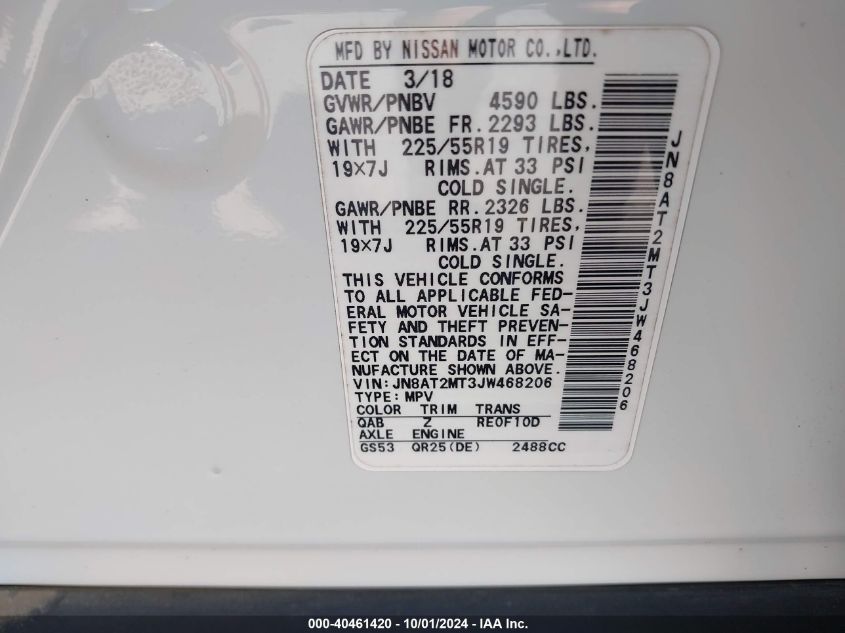 MFD BY NISSAN MOTOR CO.,LTD.
DATE 3/18
GVWR/PNBV 4590 LBS.
GAWR/PNBE FR. 2293 LBS.
WITH 225/55R19 TIRES,
19×7J RIMS.AT 33 PSI
COLD SINGLE.
GAWR/PNBE RR. 2326 LBS.
WITH 225/55R19 TIRES,
19×7J RIMS.AT 33 PSI
COLD SINGLE.
THIS VEHICLE CONFORMS
TO ALL APPLICABLE FED-
ERAL MOTOR VEHICLE SA-
FETY AND THEFT PREVEN-
TION STANDARDS IN EFF-
ECT ON THE DATE OF MA-
NUFACTURE SHOWN ABOVE.
VIN:JN8AT2MT3JW468206
TYPE: MPV
COLOR TRIM TRANS
QAB Z RE0F10D
AXLE ENGINE
GS53 QR25(DE) 2488CC
JN8AT2MT3JW468206
000-40461420 - 10/01/2024 - IAA Inc.